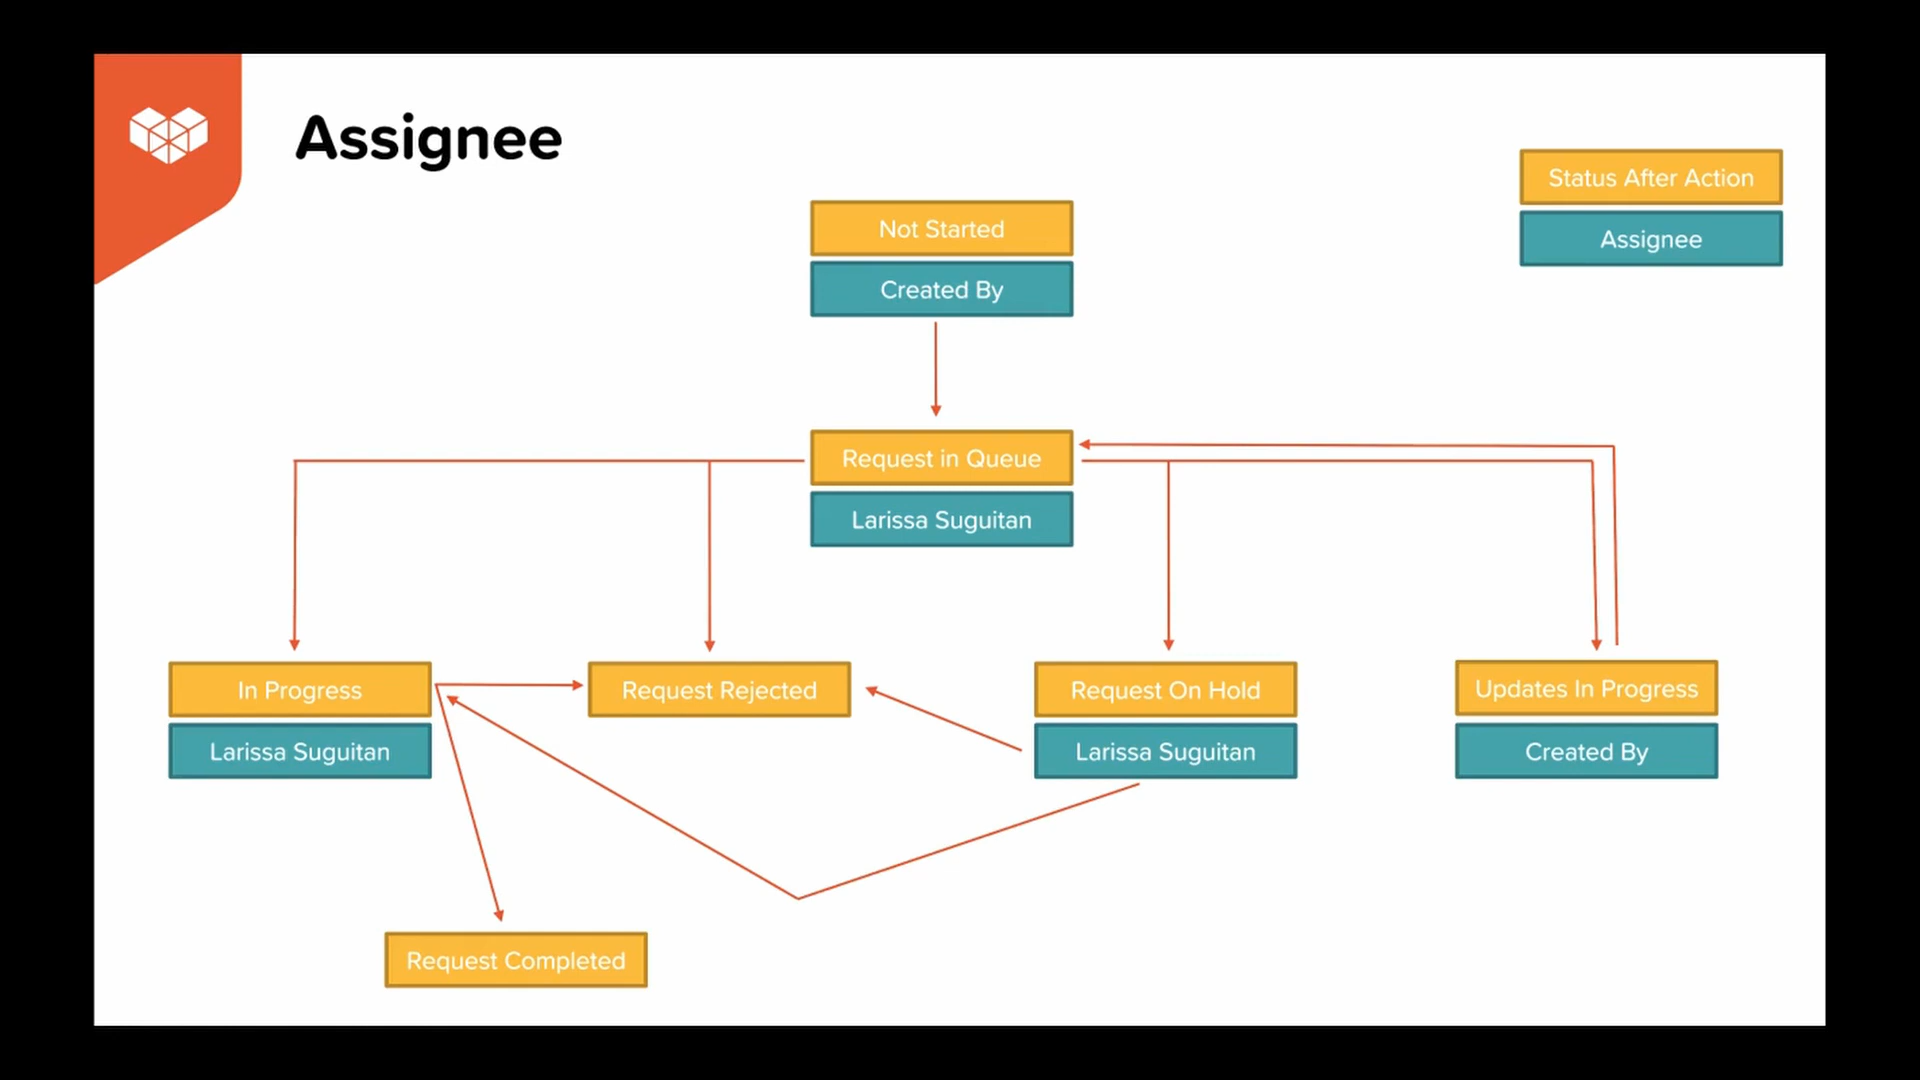 Assignee
Status After Action
Assignee
Not Started
Created By
Request in Queue
Larissa Suguitan
In Progress
Larissa Suguitan
Request Rejected
Request On Hold
Larissa Suguitan
Updates In Progress
Created By
Request Completed